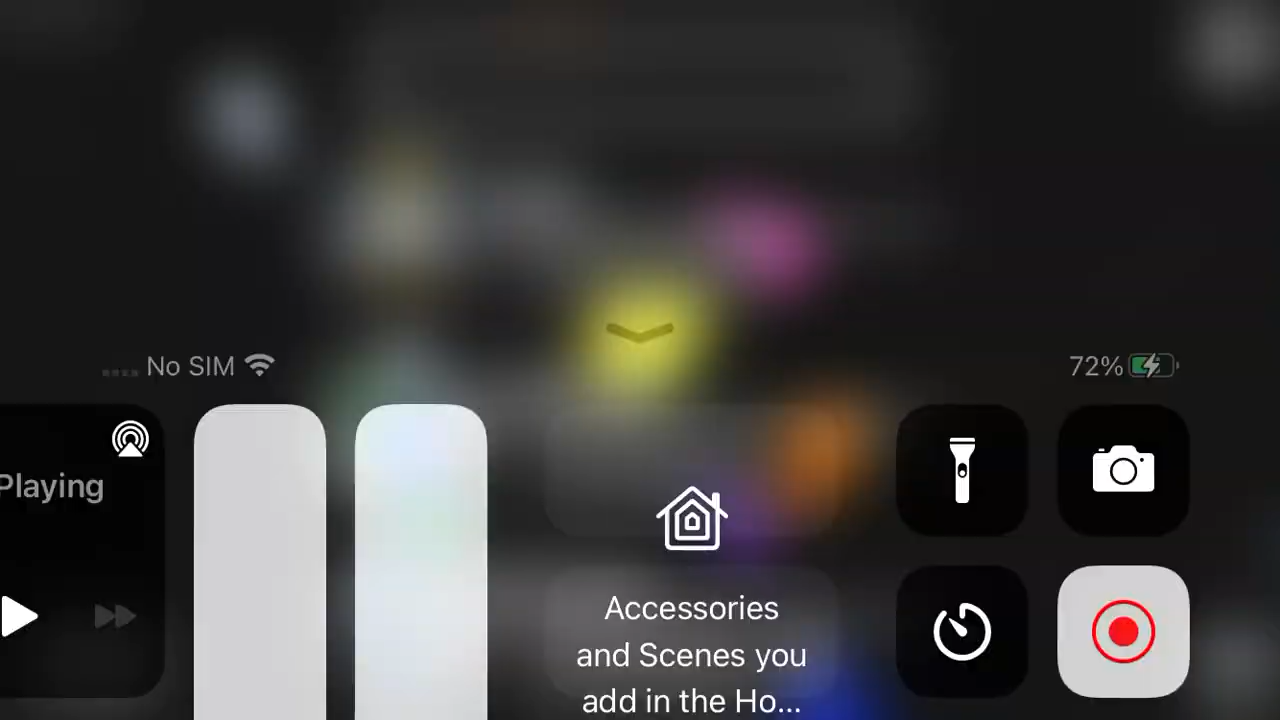 No SIM
72%
Playing
Accessories
and Scenes you
add in the Ho...